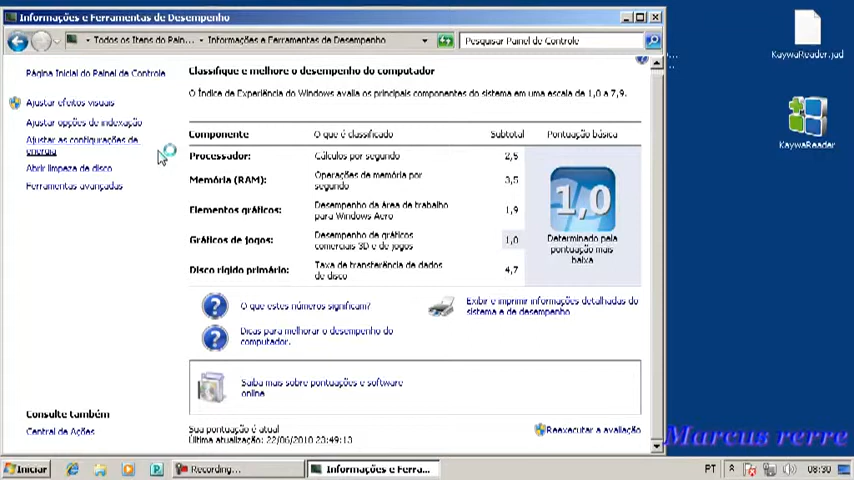 Informações e Ferramentas de Desempenho
Todos os Itens do Pain... Informações e Ferramentas de Desempenho
Pesquisar Painel de Controle
Página Inicial do Painel de Controle
Ajustar efeitos visuais
Ajustar opções de indexação
Ajustar as configurações de
energia
Abrir limpeza de disco
Ferramentas avançadas
Consulte também
Central de Ações
Classifique e melhore o desempenho do computador
O Índice de Experiência do Windows avalia os principais componentes do sistema em uma escala de 1,0 a 7,9.
Componente O que é classificado Subtotal Pontuação básica
Processador: Cálculos por segundo 2,5
Memória (RAM): Operações de memória por
segundo 3,5
Elementos gráficos: Desempenho da área de trabalho
para Windows Aero 1,9
Gráficos de jogos: Desempenho de gráficos
comerciais 3D e de jogos 1,0
Disco rígido primário: Taxa de transferência de dados
de disco 4,7
1,0
Determinado pela
pontuação mais
baixa
O que estes números significam?
Dicas para melhorar o desempenho do
computador.
Exibir e imprimir informações detalhadas do
sistema e de desempenho
Saiba mais sobre pontuações e software
online
Sua pontuação é atual
Última atualização: 22/06/2010 23:49:13
Reexecutar a avaliação
KaywaReader.jad
KaywaReader
Marcus rerre
Iniciar
Recording...
Informações e Ferra...
PT
08:30